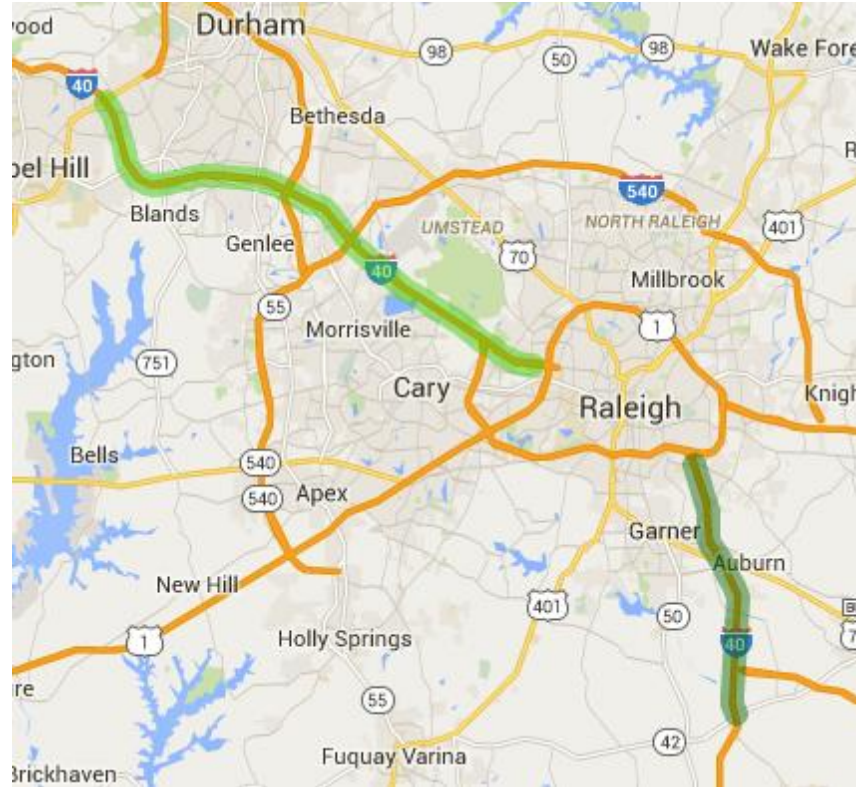 ood
Durham
98
50
98
Wake Fore
40
Bethesda
pel Hill
540
R
Blands
UMSTEAD
NORTH RALEIGH
401
Genlee
70
40
Millbrook
55
Morrisville
1
gton
751
Cary
Raleigh
Knigh
Bells
540
540
Apex
Garner
Auburn
New Hill
401
50
1
Holly Springs
40
7
re
55
42
Fuquay Varina
Brickhaven